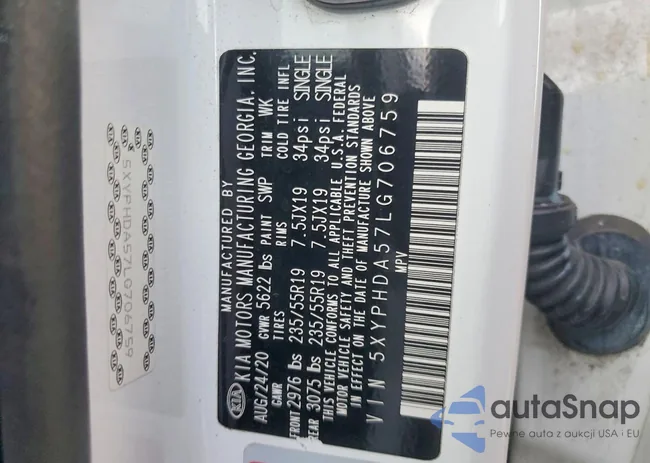 KIA
MANUFACTURED BY
KIA MOTORS MANUFACTURING GEORGIA, INC.
AUG/24/20 GVWR 5622 lbs PAINT SWP TRIM WK
GAWR TIRES RIMS COLD TIRE INFL
FRONT 2976 lbs 235/55R19 7.5JX19 34psi SINGLE
REAR 3075 lbs 235/55R19 7.5JX19 34psi SINGLE
THIS VEHICLE CONFORMS TO ALL APPLICABLE U.S.A. FEDERAL
MOTOR VEHICLE SAFETY AND THEFT PREVENTION STANDARDS
IN EFFECT ON THE DATE OF MANUFACTURE SHOWN ABOVE
VIN 5XYPHDA57LG706759
MPV
5XYPHDA57LG706759
autaSnap
Pewne auta z aukcji USA i EU